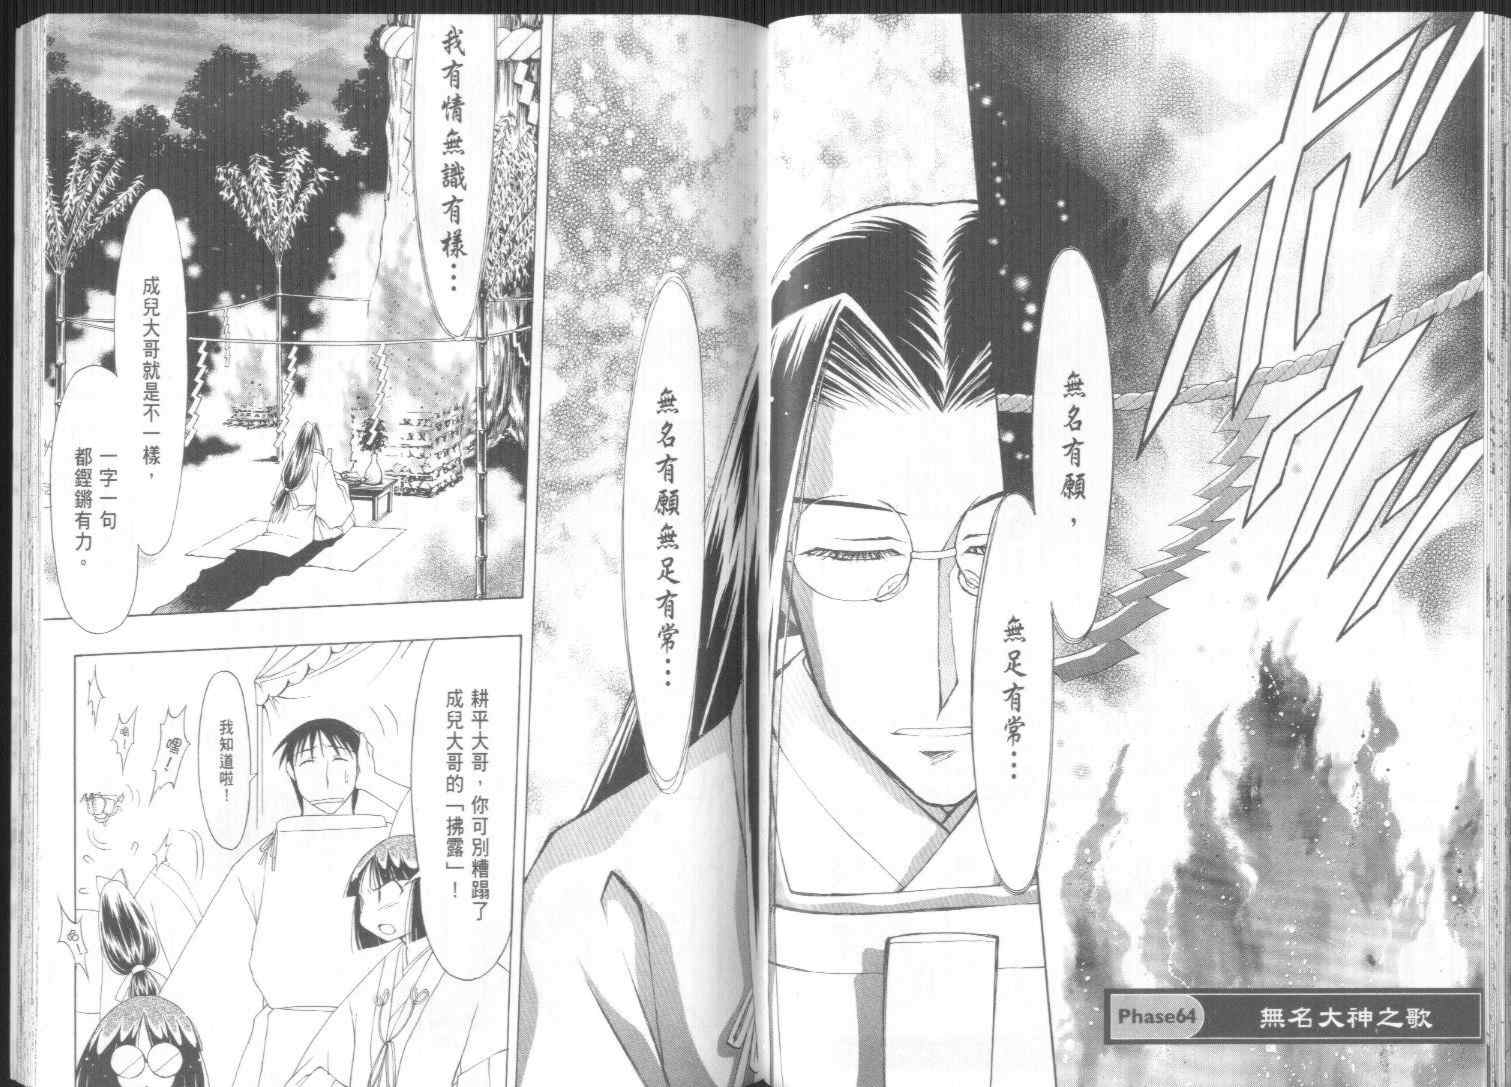 無名有願，
無足有常…
Phase64
無名大神之歌
無名有願無足有常…
我有情無識有樣…
成兒大哥就是不一樣，
一字一句
都鏗鏘有力。
耕平大哥，你可別糟蹋了
成兒大哥的「拂露」！
我知道啦！
嘿！